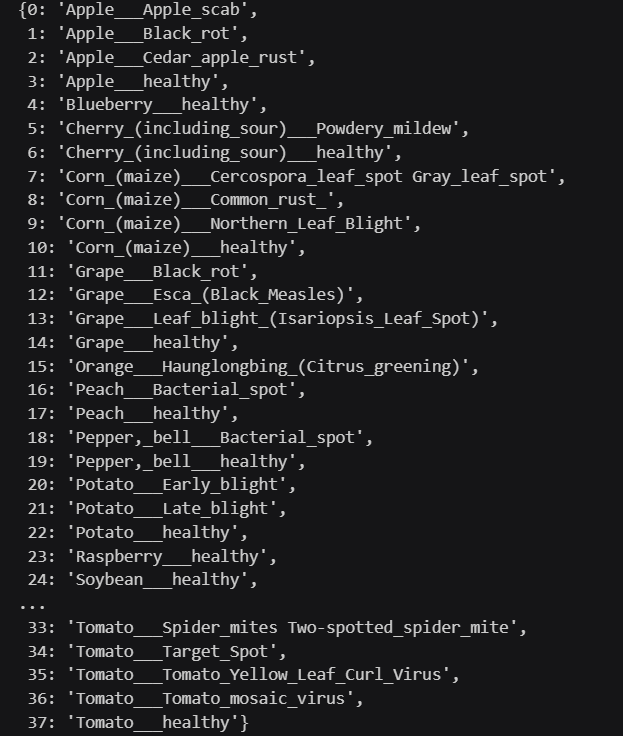 {0: 'Apple___Apple_scab',
1: 'Apple___Black_rot',
2: 'Apple___Cedar_apple_rust',
3: 'Apple___healthy',
4: 'Blueberry___healthy',
5: 'Cherry_(including_sour)___Powdery_mildew',
6: 'Cherry_(including_sour)___healthy',
7: 'Corn_(maize)___Cercospora_leaf_spot Gray_leaf_spot',
8: 'Corn_(maize)___Common_rust_',
9: 'Corn_(maize)___Northern_Leaf_Blight',
10: 'Corn_(maize)___healthy',
11: 'Grape___Black_rot',
12: 'Grape___Esca_(Black_Measles)',
13: 'Grape___Leaf_blight_(Isariopsis_Leaf_Spot)',
14: 'Grape___healthy',
15: 'Orange___Haunglongbing_(Citrus_greening)',
16: 'Peach___Bacterial_spot',
17: 'Peach___healthy',
18: 'Pepper,_bell___Bacterial_spot',
19: 'Pepper,_bell___healthy',
20: 'Potato___Early_blight',
21: 'Potato___Late_blight',
22: 'Potato___healthy',
23: 'Raspberry___healthy',
24: 'Soybean___healthy',
...
33: 'Tomato___Spider_mites Two-spotted_spider_mite',
34: 'Tomato___Target_Spot',
35: 'Tomato___Tomato_Yellow_Leaf_Curl_Virus',
36: 'Tomato___Tomato_mosaic_virus',
37: 'Tomato___healthy'}